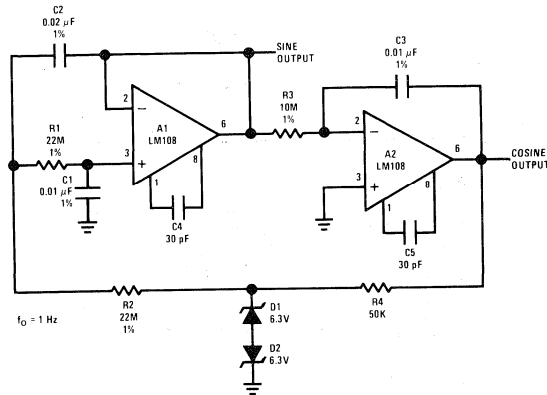 C2
0.02 µF
1%
SINE
OUTPUT
C3
0.01 µF
1%
R3
10M
1%
R1
22M
1%
2
3
A1
LM108
6
8
1
2
3
A2
LM108
6
8
1
COSINE
OUTPUT
C1
0.01 µF
1%
C4
30 pF
C5
30 pF
R2
22M
1%
R4
50K
fO = 1 Hz
D1
6.3V
D2
6.3V